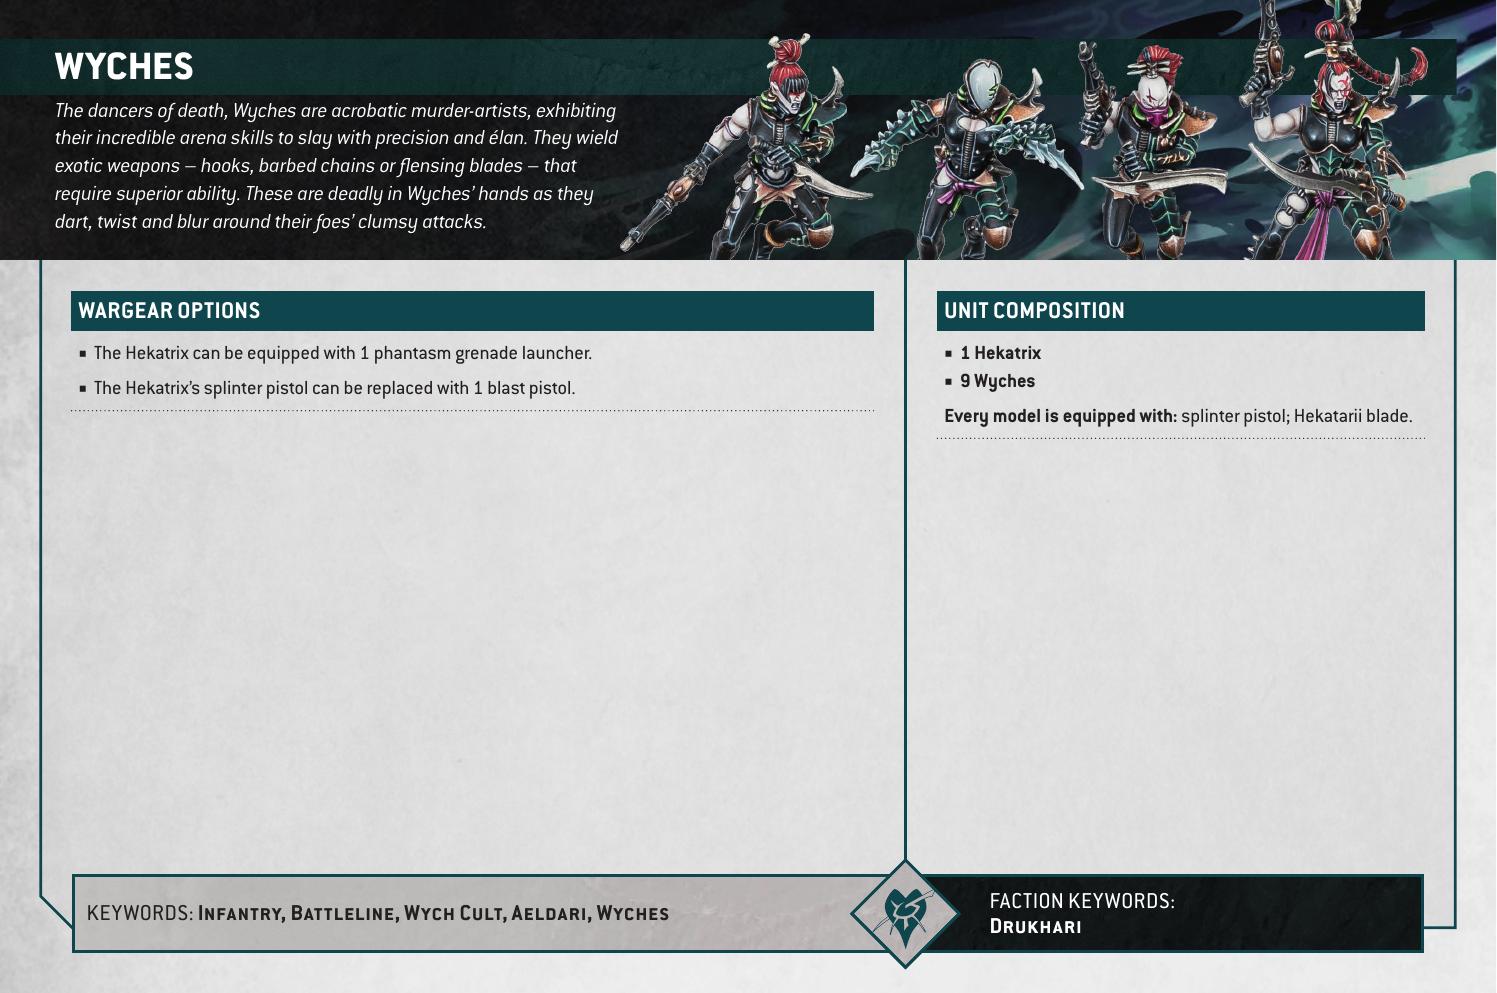 WYCHES
The dancers of death, Wyches are acrobatic murder-artists, exhibiting
their incredible arena skills to slay with precision and élan. They wield
exotic weapons – hooks, barbed chains or flensing blades – that
require superior ability. These are deadly in Wyches’ hands as they
dart, twist and blur around their foes’ clumsy attacks.
WARGEAR OPTIONS
■ The Hekatrix can be equipped with 1 phantasm grenade launcher.
■ The Hekatrix’s splinter pistol can be replaced with 1 blast pistol.
UNIT COMPOSITION
■ 1 Hekatrix
■ 9 Wyches
Every model is equipped with: splinter pistol; Hekatarii blade.
KEYWORDS: Infantry, Battleline, Wych Cult, Aeldari, Wyches
FACTION KEYWORDS:
Drukhari